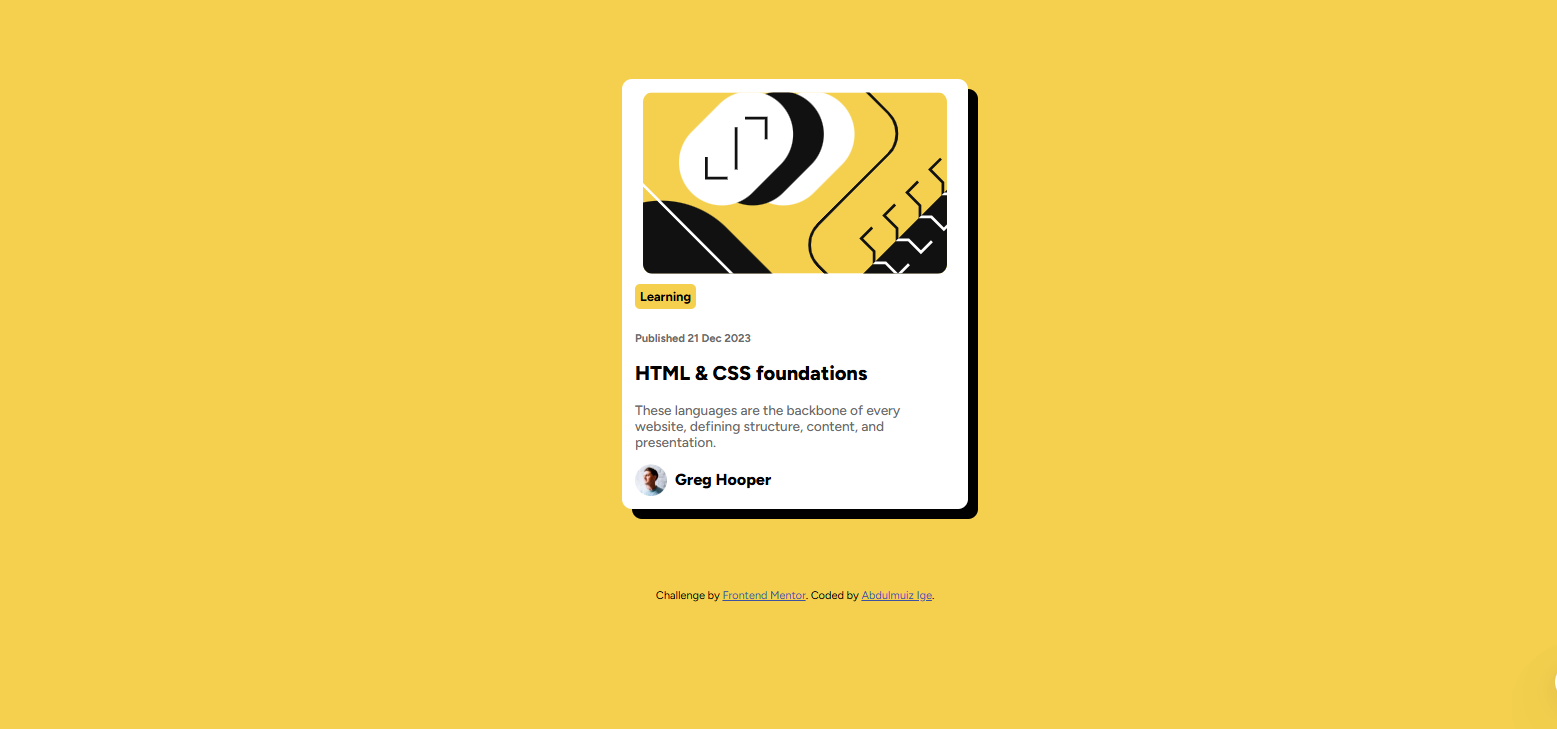 Learning
Published 21 Dec 2023
HTML & CSS foundations
These languages are the backbone of every
website, defining structure, content, and
presentation.
Greg Hooper
Challenge by Frontend Mentor. Coded by Abdulmuiz Ige.